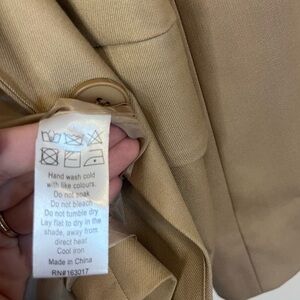 Hand wash cold
with like colours.
Do not soak
Do not bleach
Do not tumble dry
Lay flat to dry in the
shade, away from
direct heat
Cool iron
Made in China
RN#163017